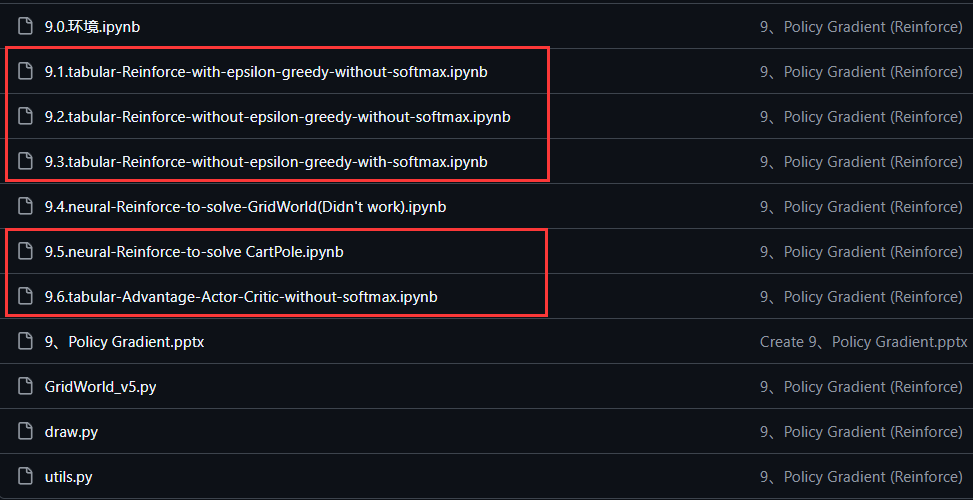 9.0.环境.ipynb 9、Policy Gradient (Reinforce)
9.1.tabular-Reinforce-with-epsilon-greedy-without-softmax.ipynb 9、Policy Gradient (Reinforce)
9.2.tabular-Reinforce-without-epsilon-greedy-without-softmax.ipynb 9、Policy Gradient (Reinforce)
9.3.tabular-Reinforce-without-epsilon-greedy-with-softmax.ipynb 9、Policy Gradient (Reinforce)
9.4.neural-Reinforce-to-solve-GridWorld(Didn't work).ipynb 9、Policy Gradient (Reinforce)
9.5.neural-Reinforce-to-solve CartPole.ipynb 9、Policy Gradient (Reinforce)
9.6.tabular-Advantage-Actor-Critic-without-softmax.ipynb 9、Policy Gradient (Reinforce)
9、Policy Gradient.pptx Create 9、Policy Gradient.pptx
GridWorld_v5.py 9、Policy Gradient (Reinforce)
draw.py 9、Policy Gradient (Reinforce)
utils.py 9、Policy Gradient (Reinforce)